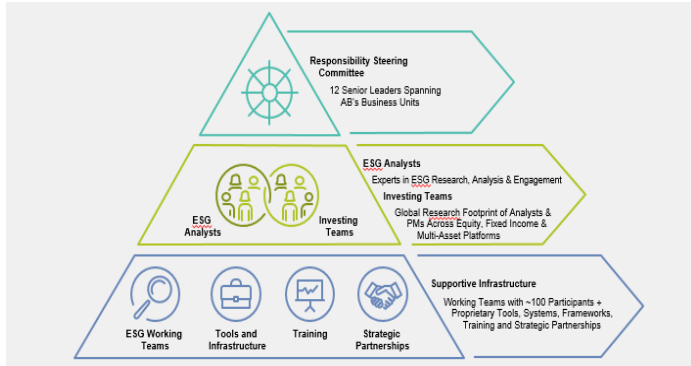 Responsibility Steering
Committee
12 Senior Leaders Spanning
AB's Business Units
ESG Analysts
Experts in ESG Research, Analysis & Engagement
Investing Teams
Global Research Footprint of Analysts &
PMs Across Equity, Fixed Income &
Multi-Asset Platforms
ESG
Analysts
Investing
Teams
Supportive Infrastructure
Working Teams with ~100 Participants +
Proprietary Tools, Systems, Frameworks,
Training and Strategic Partnerships
ESG Working
Teams
Tools and
Infrastructure
Training
Strategic
Partnerships